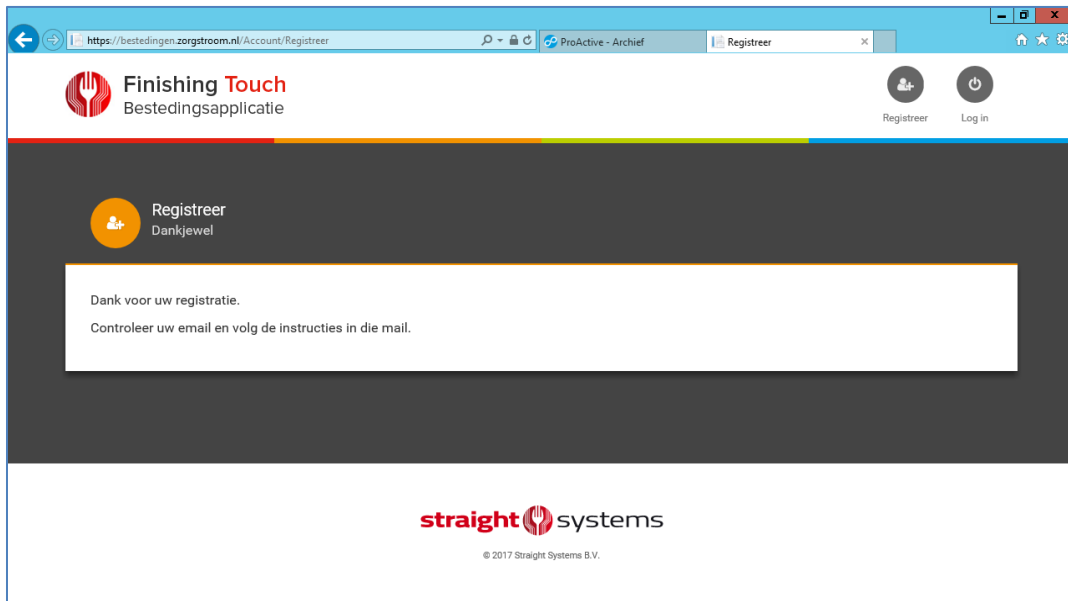 https://bestedingen.zorgstroom.nl/Account/Registreer
ProActive - Archief
Registreer
Finishing Touch
Bestedingsapplicatie
Registreer
Log in
Registreer
Dankjewel
Dank voor uw registratie.
Controleer uw email en volg de instructies in die mail.
straight systems
© 2017 Straight Systems B.V.